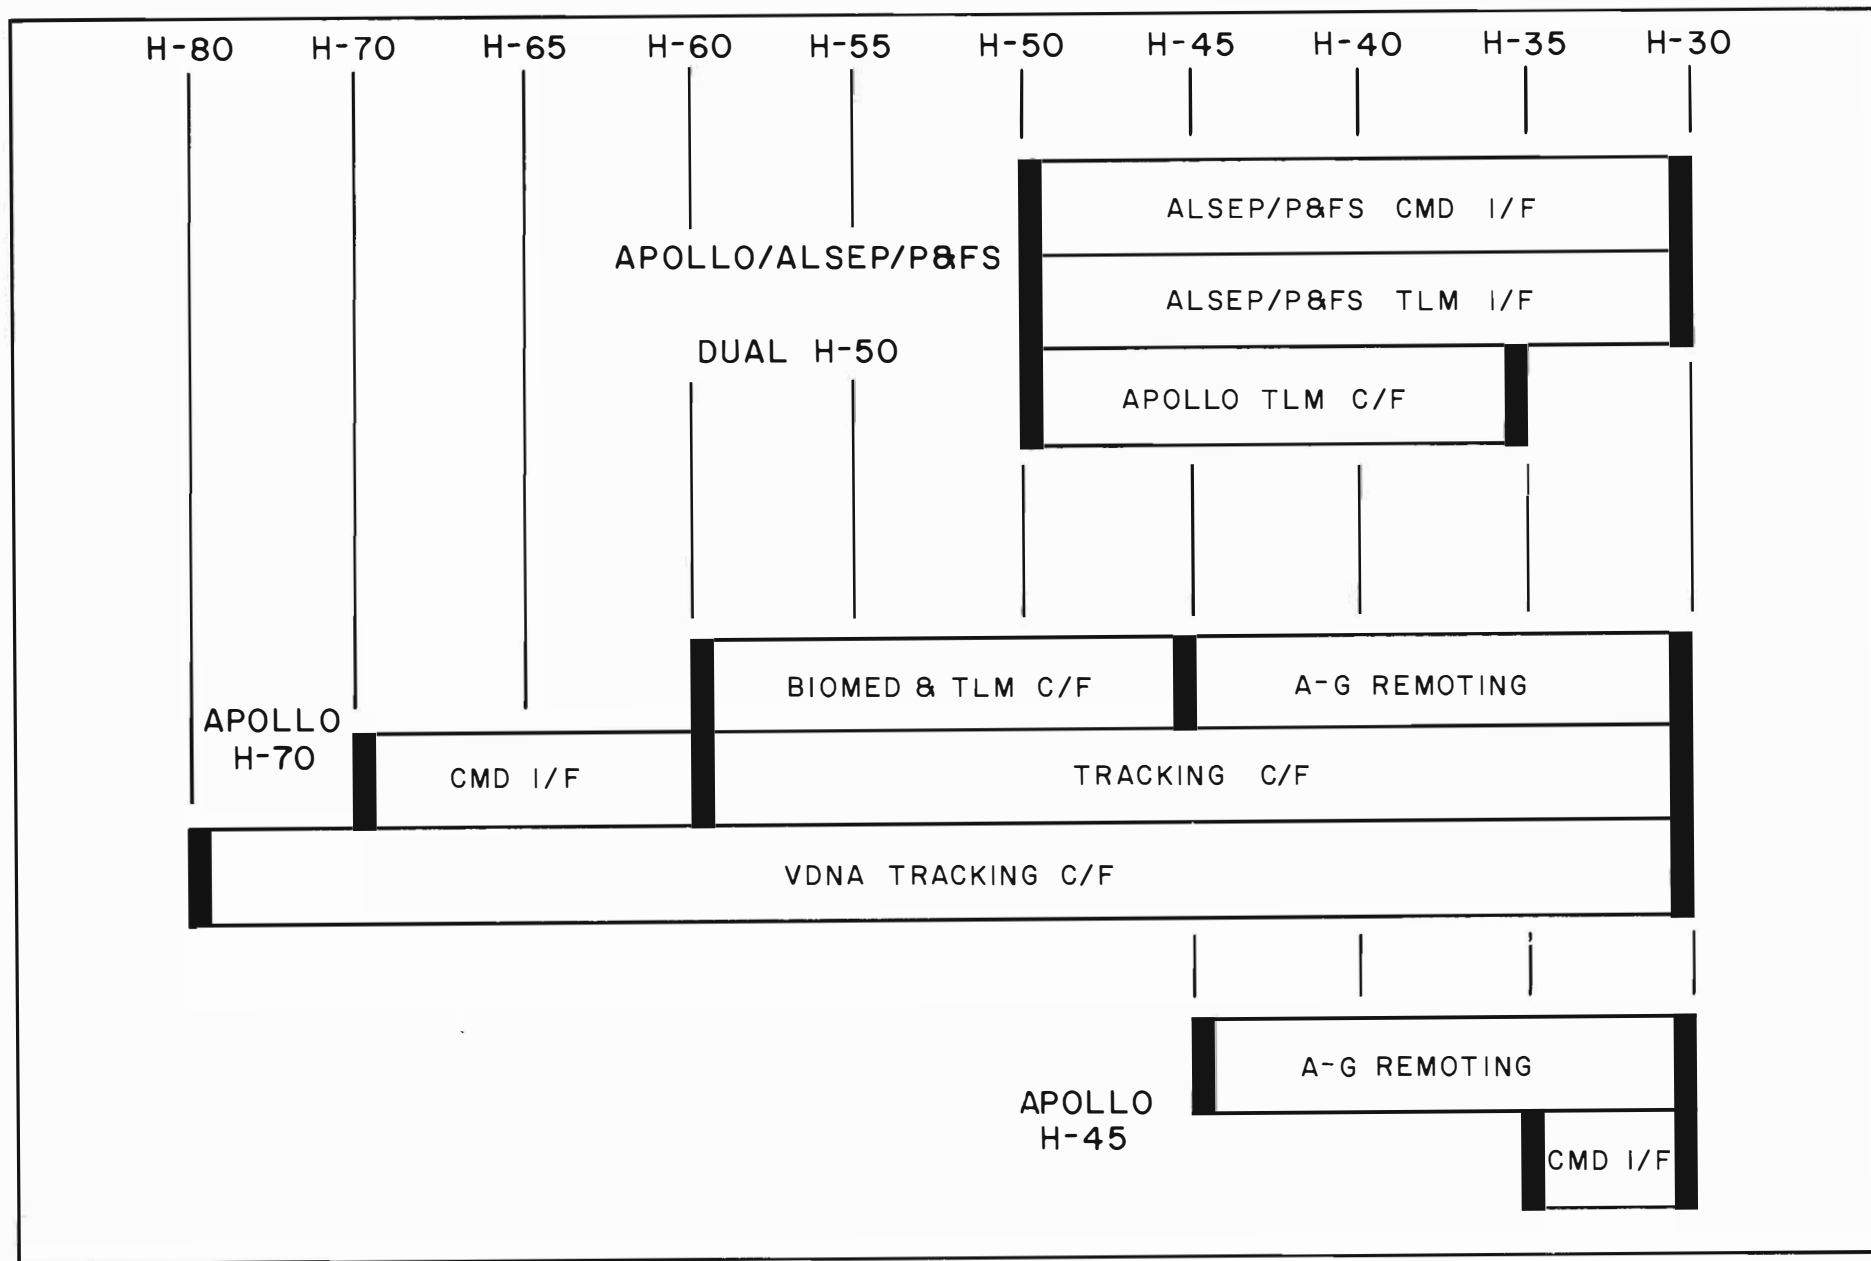 H-80 H-70 H-65 H-60 H-55 H-50 H-45 H-40 H-35 H-30
ALSEP/P&FS CMD I/F
APOLLO/ALSEP/P&FS
ALSEP/P&FS TLM I/F
DUAL H-50
APOLLO TLM C/F
BIOMED & TLM C/F
A-G REMOTING
APOLLO
H-70
CMD I/F
TRACKING C/F
VDNA TRACKING C/F
A-G REMOTING
APOLLO
H-45
CMD I/F